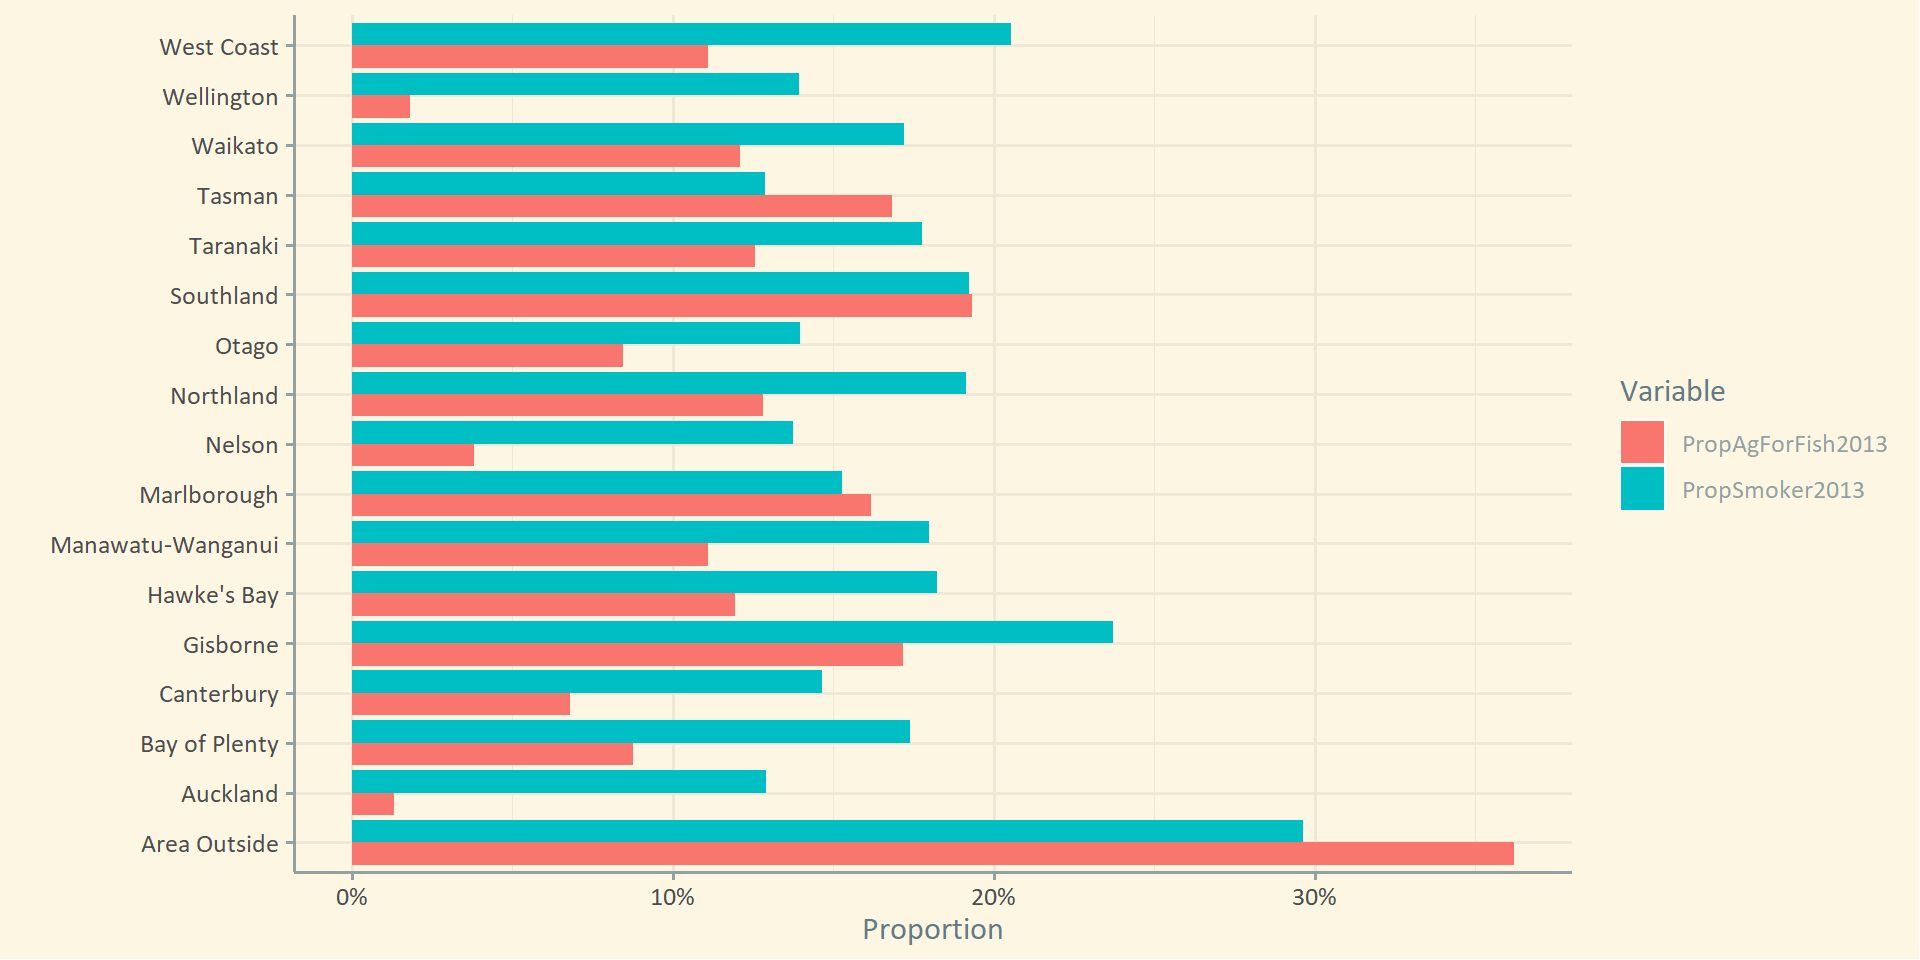 West Coast
Wellington
Waikato
Tasman
Taranaki
Southland
Otago
Northland
Nelson
Marlborough
Manawatu-Wanganui
Hawke's Bay
Gisborne
Canterbury
Bay of Plenty
Auckland
Area Outside
0% 10% 20% 30%
Proportion
Variable
PropAgForFish2013
PropSmoker2013